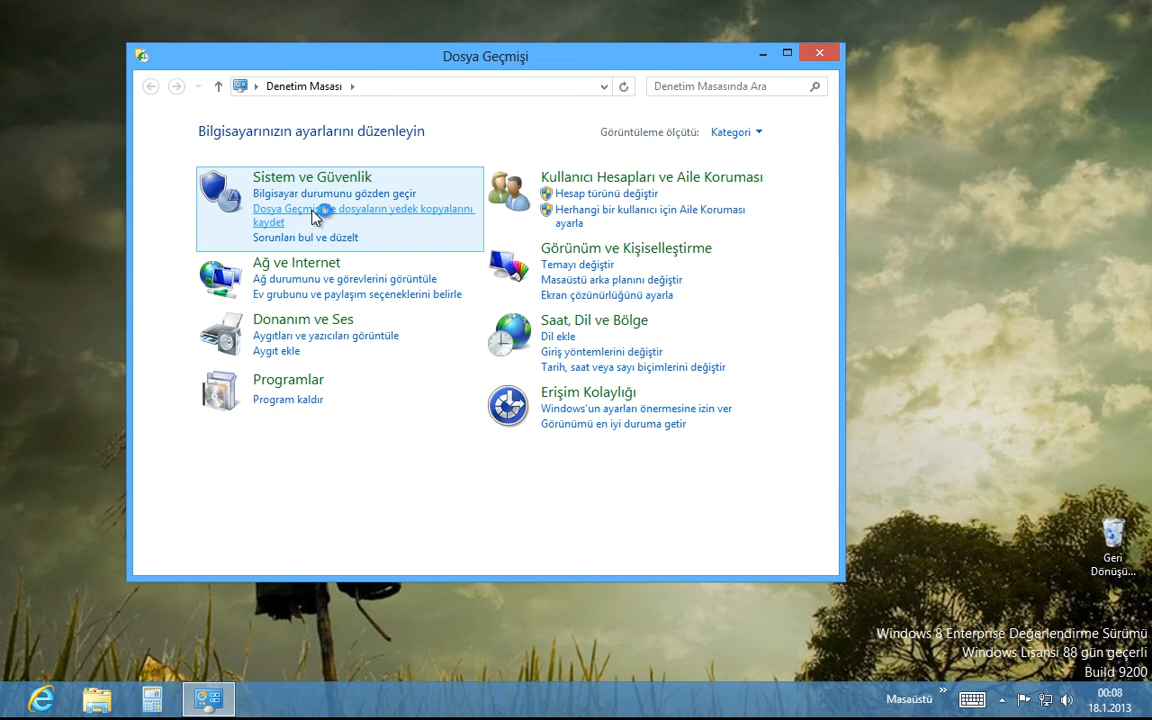 Dosya Geçmişi
Denetim Masası
Denetim Masasında Ara
Bilgisayarınızın ayarlarını düzenleyin
Görüntüleme ölçütü: Kategori
Sistem ve Güvenlik
Bilgisayar durumunu gözden geçir
dosyaların yedek kopyalarını
kaydet
Sorunları bul ve düzelt
Ağ ve Internet
Ağ durumunu ve görevlerini görüntüle
Ev grubunu ve paylaşım seçeneklerini belirle
Donanım ve Ses
Aygıtları ve yazıcıları görüntüle
Aygıt ekle
Programlar
Program kaldır
Kullanıcı Hesapları ve Aile Koruması
Hesap türünü değiştir
Herhangi bir kullanıcı için Aile Koruması
ayarla
Görünüm ve Kişiselleştirme
Temayı değiştir
Masaüstü arka planını değiştir
Ekran çözünürlüğünü ayarla
Saat, Dil ve Bölge
Dil ekle
Giriş yöntemlerini değiştir
Tarih, saat veya sayı biçimlerini değiştir
Erişim Kolaylığı
Windows'un ayarları önermesine izin ver
Görünümü en iyi duruma getir
Geri
Dönüşü...
Windows 8 Enterprise Değerlendirme Sürümü
Windows Lisansı 88 gün geçerli
Build 9200
Masaüstü
00:08
18.1.2013